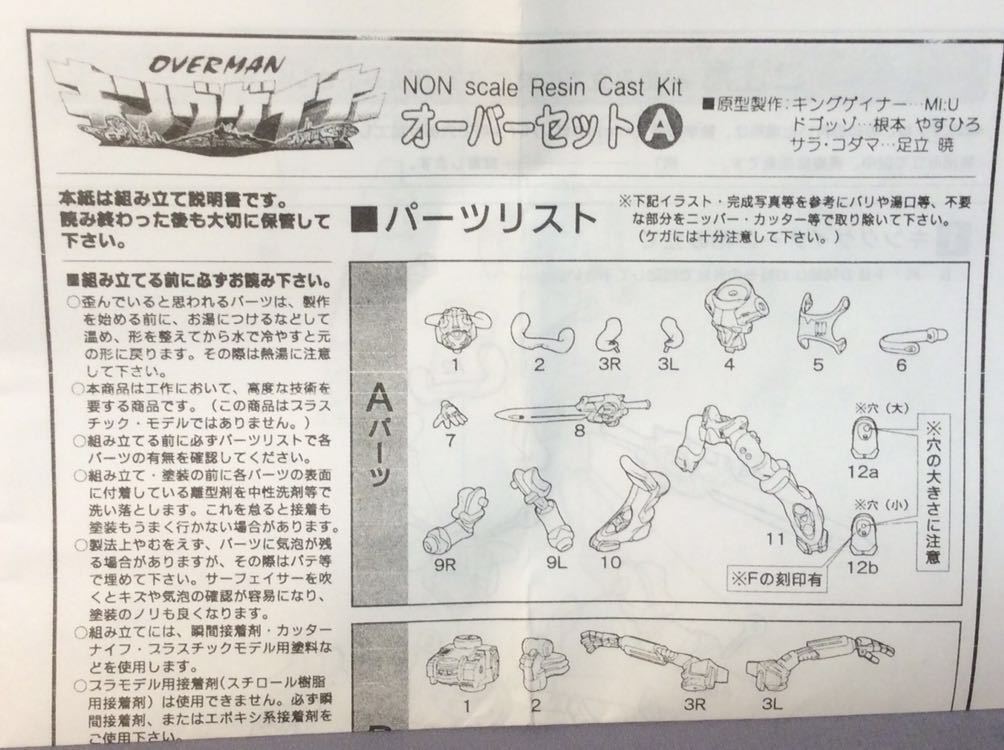 OVERMAN
キングゲイナー
NON scale Resin Cast Kit
オーバーセットA
■原型製作:キングゲイナー…MI:U
ドゴッゾ…根本 やすひろ
サラ・コダマ…足立 暁
本紙は組み立て説明書です。
読み終わった後も大切に保管して
下さい。
■組み立てる前に必ずお読み下さい。
○歪んでいると思われるパーツは、製作
を始める前に、お湯につけるなどして
温め、形を整えてから水で冷やすと元
の形に戻ります。その際は熱湯に注意
して下さい。
○本商品は工作において、高度な技術を
要する商品です。(この商品はプラス
チック・モデルではありません。)
○組み立てる前に必ずパーツリストで各
パーツの有無を確認してください。
○組み立て・塗装の前に各パーツの表面
に付着している離型剤を中性洗剤等で
洗い落とします。これを怠ると接着も
塗装もうまく行かない場合があります。
○製法上やむをえず、パーツに気泡が残
る場合がありますが、その際はパテ等
で埋めて下さい。サーフェイサーを吹
くとキズや気泡の確認が容易になり、
塗装のノリも良くなります。
○組み立てには、瞬間接着剤・カッター
ナイフ・プラスチックモデル用塗料な
どを使用します。
○プラモデル用接着剤(スチロール樹脂
用接着剤)は使用できません。必ず瞬
間接着剤、またはエポキシ系接着剤を
ご使用下さい。
■パーツリスト
※下記イラスト・完成写真等を参考にバリや湯口等、不要
な部分をニッパー・カッター等で取り除いて下さい。
(ケガには十分注意して下さい。)
Aパーツ
1
2
3R
3L
4
5
6
7
8
9R
9L
10
11
※穴(大)
12a
※穴(小)
12b
※穴の大きさに注意
※Fの刻印有
1
2
3R
3L